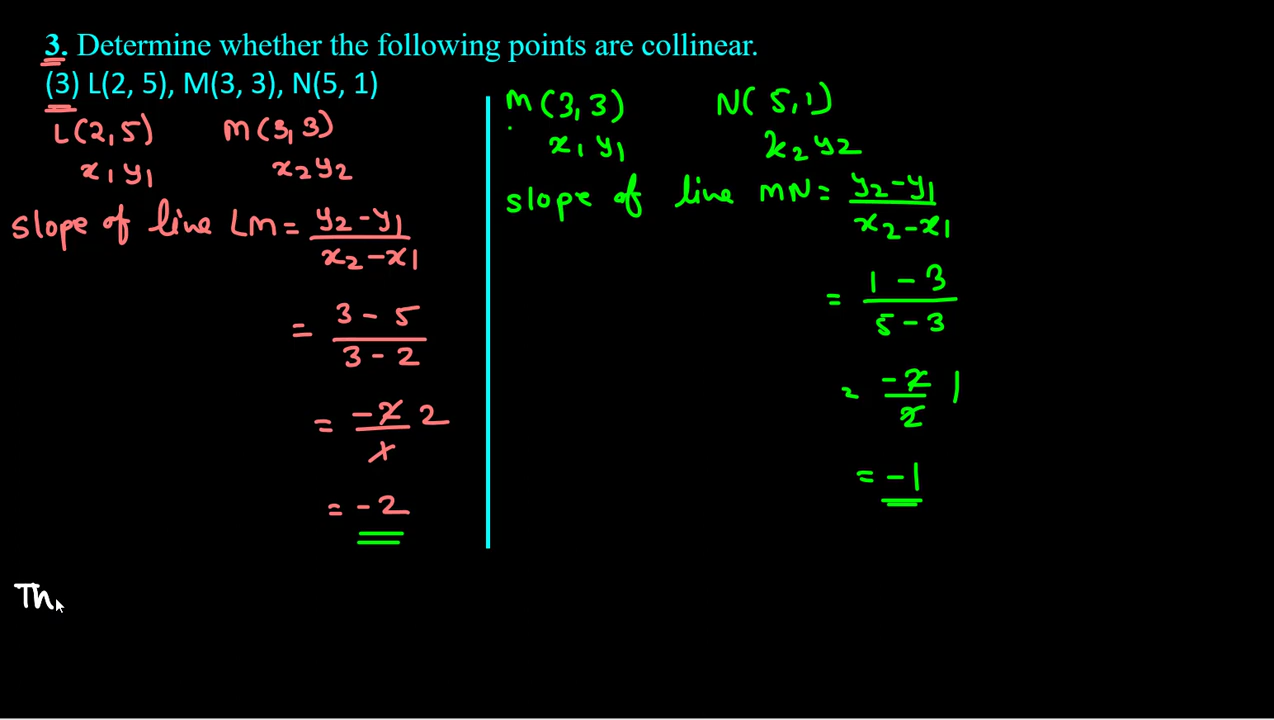 3. Determine whether the following points are collinear.
(3) L(2, 5), M(3, 3), N(5, 1)
L(2,5) M(3,3)
x1 y1 x2 y2
slope of line LM = y2-y1 / x2-x1
= 3-5 / 3-2
= -2 / 1 2
= -2
M(3,3) N(5,1)
x1 y1 x2 y2
slope of line MN = y2-y1 / x2-x1
= 1-3 / 5-3
= -2 / 2 1
= -1
Th